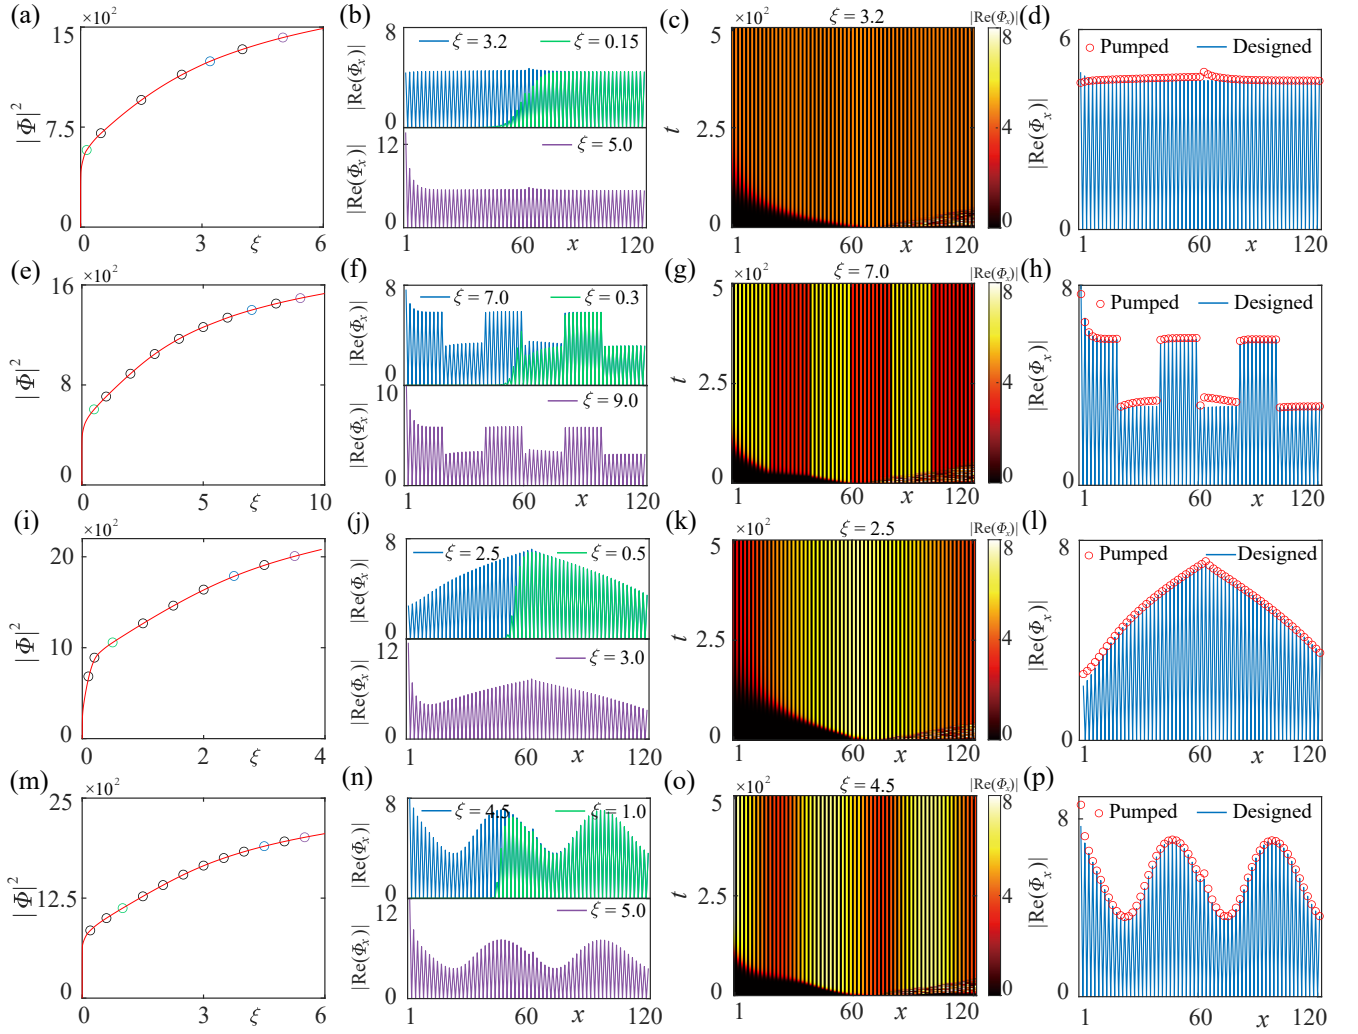 (a)
×10²
15
7.5
0
|Φ|²
0
3
ξ
6
(b)
8
ξ = 3.2
ξ = 0.15
|Re(Φₓ)|
0
12
ξ = 5.0
|Re(Φₓ)|
0
1
60
x
120
(c)
×10²
ξ = 3.2
|Re(Φₓ)|
5
2.5
0
t
8
4
0
1
60
x
120
(d)
6
Pumped
Designed
|Re(Φₓ)|
0
1
60
x
120
(e)
×10²
16
8
0
|Φ|²
0
5
ξ
10
(f)
8
ξ = 7.0
ξ = 0.3
|Re(Φₓ)|
0
10
ξ = 9.0
|Re(Φₓ)|
0
1
60
x
120
(g)
×10²
ξ = 7.0
|Re(Φₓ)|
5
2.5
0
t
8
4
0
1
60
x
120
(h)
8
Pumped
Designed
|Re(Φₓ)|
0
1
60
x
120
(i)
×10²
20
10
0
|Φ|²
0
2
ξ
4
(j)
8
ξ = 2.5
ξ = 0.5
|Re(Φₓ)|
0
12
ξ = 3.0
|Re(Φₓ)|
0
1
60
x
120
(k)
×10²
ξ = 2.5
|Re(Φₓ)|
5
2.5
0
t
8
4
0
1
60
x
120
(l)
8
Pumped
Designed
|Re(Φₓ)|
0
1
60
x
120
(m)
×10²
25
12.5
0
|Φ|²
0
3
ξ
6
(n)
8
ξ = 4.5
ξ = 1.0
|Re(Φₓ)|
0
12
ξ = 5.0
|Re(Φₓ)|
0
1
60
x
120
(o)
×10²
ξ = 4.5
|Re(Φₓ)|
5
2.5
0
t
8
4
0
1
60
x
120
(p)
8
Pumped
Designed
|Re(Φₓ)|
0
1
60
x
120